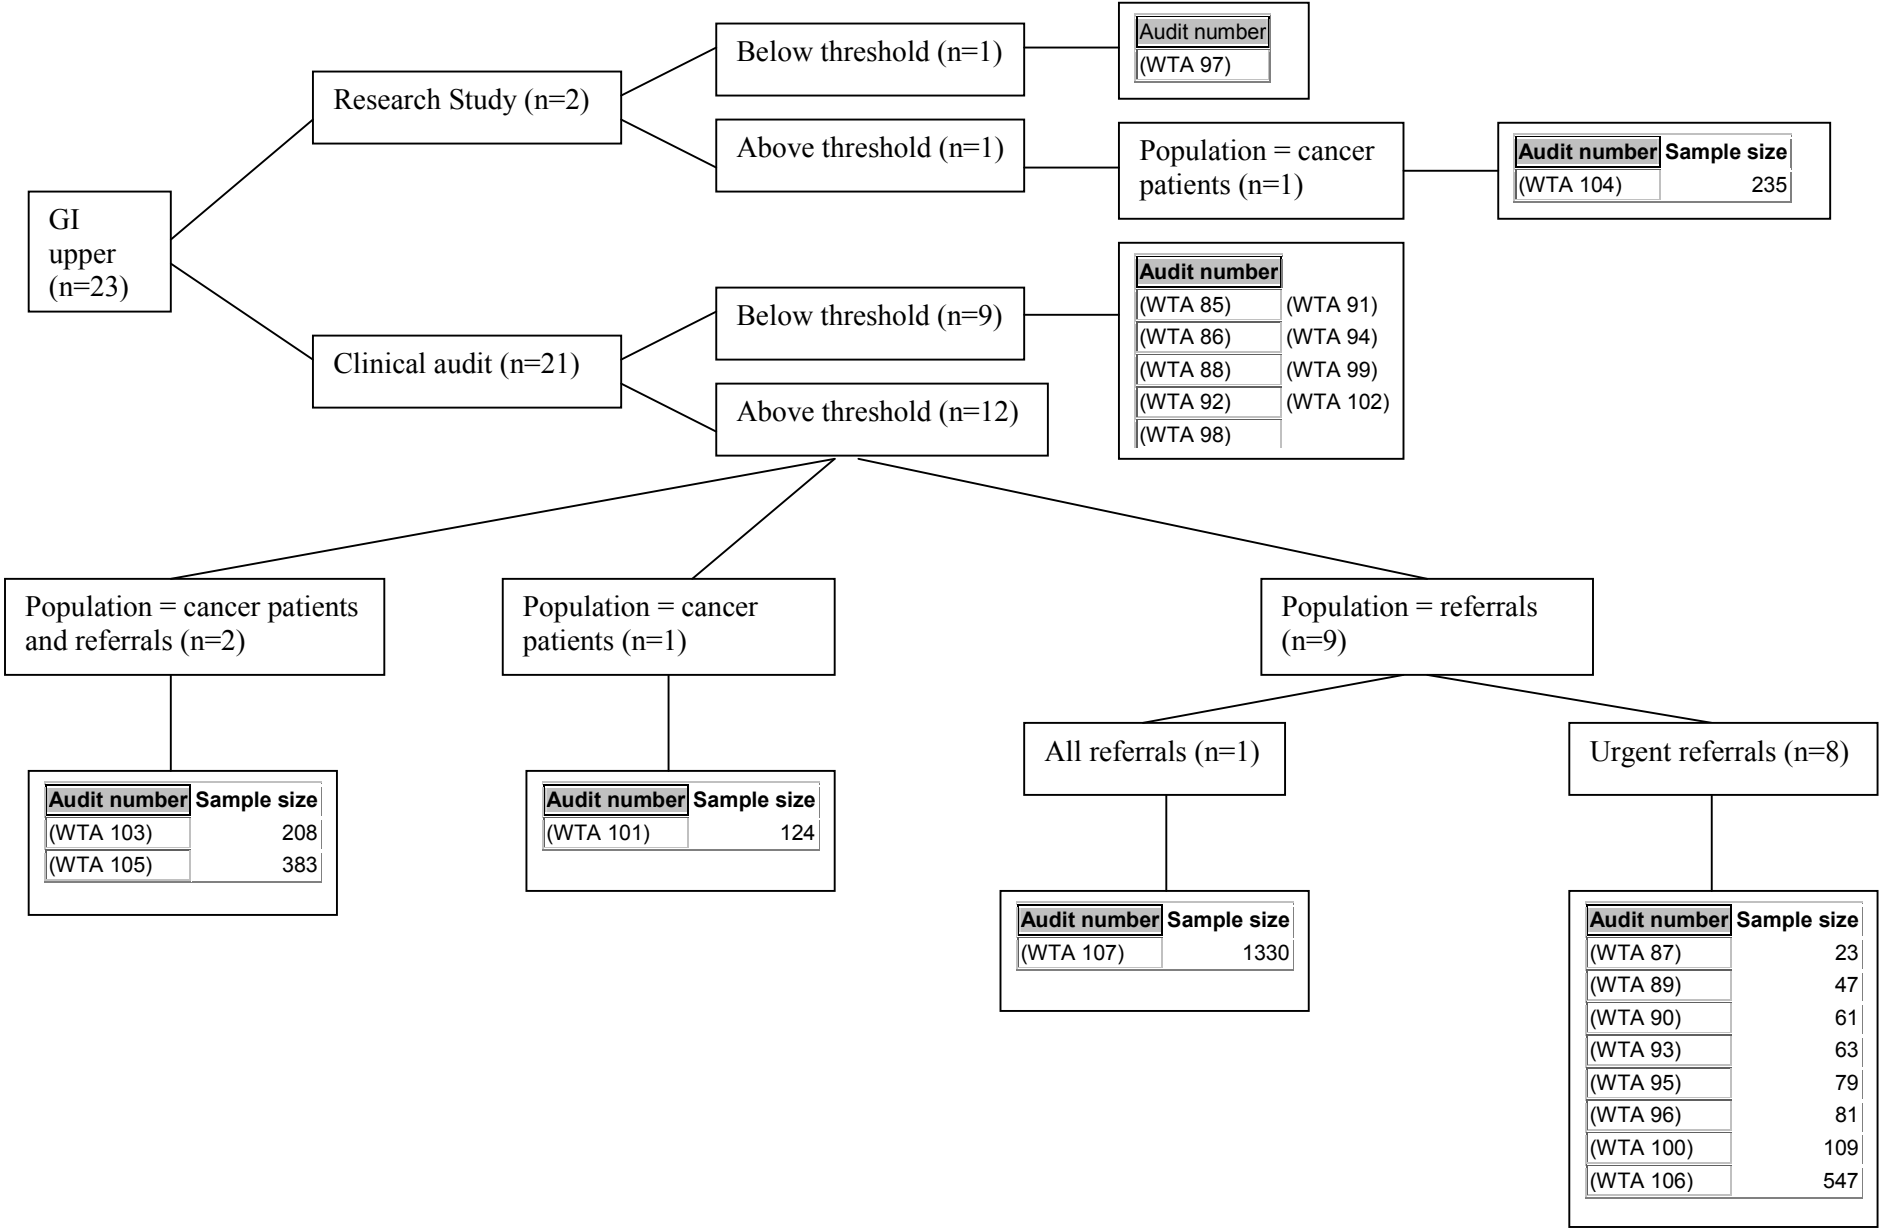 GI
upper
(n=23)
Research Study (n=2)
Below threshold (n=1)
Audit number
(WTA 97)
Above threshold (n=1)
Population = cancer
patients (n=1)
Audit number Sample size
(WTA 104) 235
Clinical audit (n=21)
Below threshold (n=9)
Audit number
(WTA 85) (WTA 91)
(WTA 86) (WTA 94)
(WTA 88) (WTA 99)
(WTA 92) (WTA 102)
(WTA 98)
Above threshold (n=12)
Population = cancer patients
and referrals (n=2)
Audit number Sample size
(WTA 103) 208
(WTA 105) 383
Population = cancer
patients (n=1)
Audit number Sample size
(WTA 101) 124
Population = referrals
(n=9)
All referrals (n=1)
Audit number Sample size
(WTA 107) 1330
Urgent referrals (n=8)
Audit number Sample size
(WTA 87) 23
(WTA 89) 47
(WTA 90) 61
(WTA 93) 63
(WTA 95) 79
(WTA 96) 81
(WTA 100) 109
(WTA 106) 547